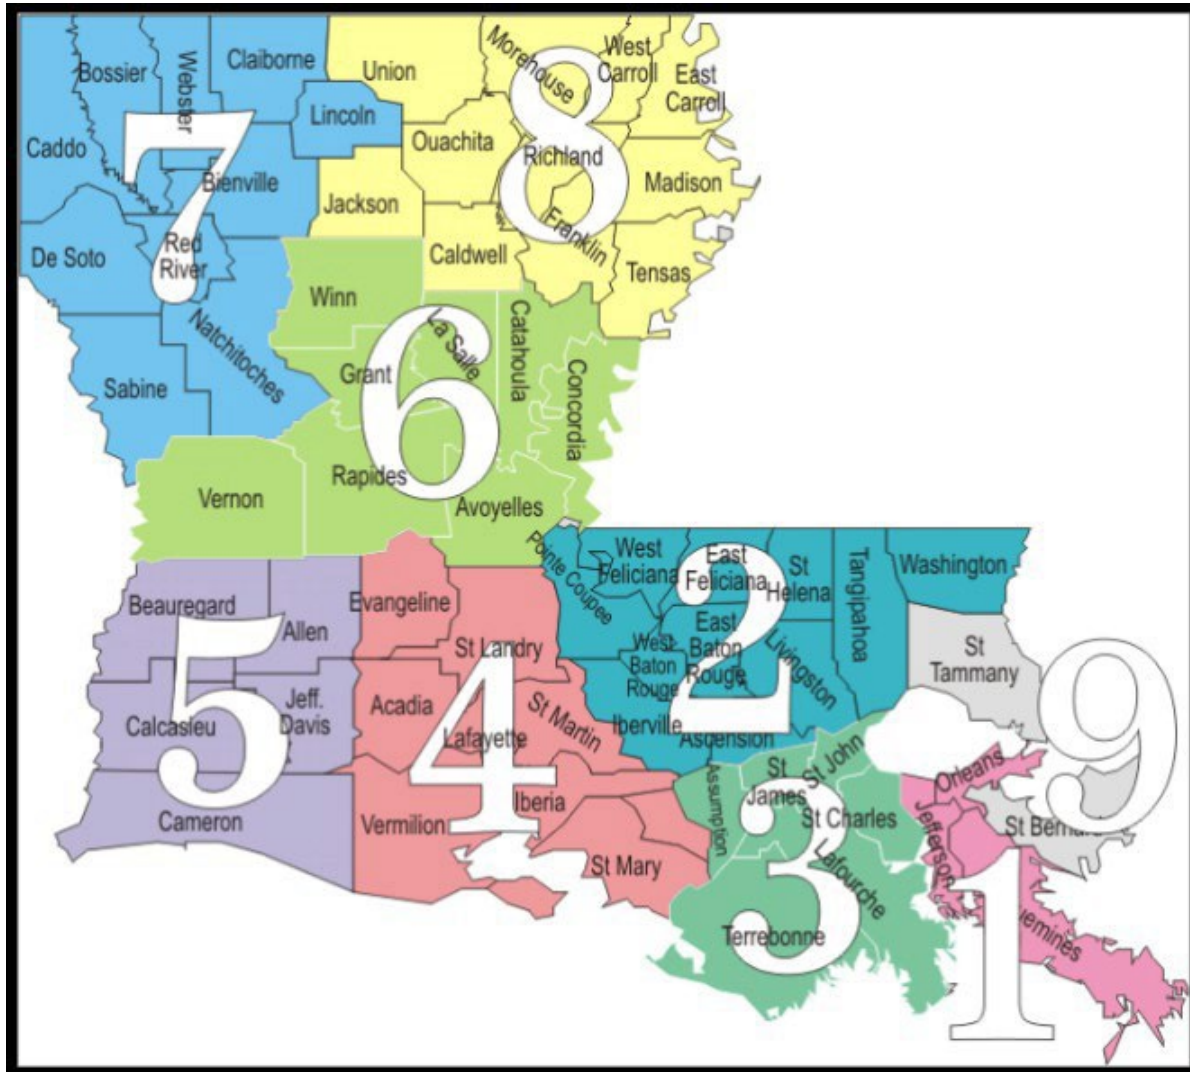 Bossier
Webster
Claiborne
Union
Morehouse
West
Carroll
East
Carroll
Caddo
Lincoln
Ouachita
Richland
8
7
Bienville
Jackson
Madison
De Soto
Red
River
Caldwell
Franklin
Tensas
Winn
Natchitoches
La Salle
Catahoula
Concordia
Sabine
Grant
6
Rapides
Vernon
Avoyelles
Pointe Coupee
West
Feliciana
East
Feliciana
St
Helena
Tangipahoa
Washington
2
Beauregard
Allen
Evangeline
St Landry
West
Baton
Rouge
East
Baton
Rouge
Livingston
St
Tammany
5
4
9
Calcasieu
Jeff.
Davis
Acadia
Lafayette
St Martin
Iberville
Ascension
Assumption
St
James
St John
Orleans
Cameron
Vermilion
Iberia
St Mary
3
St Charles
Lafourche
Jefferson
St Bernar
Terrebonne
1
uemines